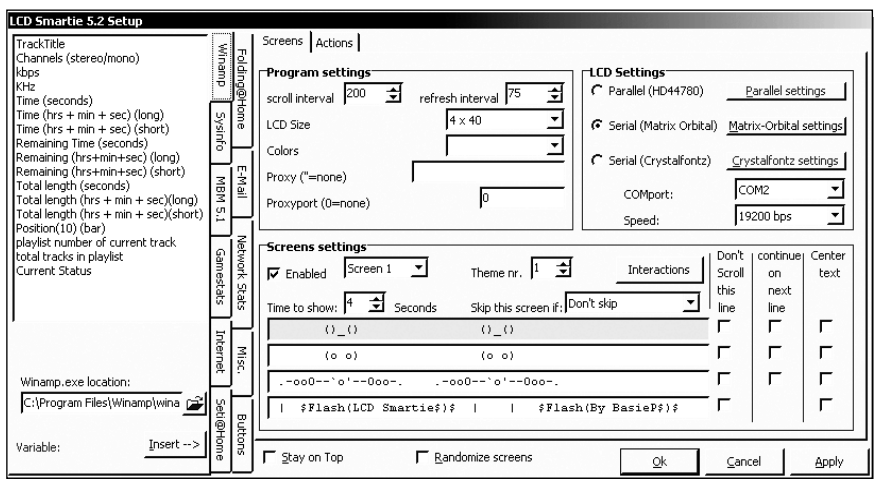 LCD Smartie 5.2 Setup
TrackTitle
Channels (stereo/mono)
kbps
KHz
Time (seconds)
Time (hrs + min + sec) (long)
Time (hrs + min + sec) (short)
Remaining Time (seconds)
Remaining (hrs+min+sec) (long)
Remaining (hrs+min+sec) (short)
Total length (seconds)
Total length (hrs + min + sec)(long)
Total length (hrs + min + sec)(short)
Position(10) (bar)
playlist number of current track
total tracks in playlist
Current Status
Winamp.exe location:
C:\Program Files\Winamp\wina
Variable:
Insert -->
Winamp
Sysinfo
MBM 5.1
Gamestats
Internet
Seti@Home
Folding@Home
E-Mail
Network Stats
Misc.
Buttons
Screens
Actions
Program settings
scroll interval 200 refresh interval 75
LCD Size 4 x 40
Colors
Proxy (''=none)
Proxyport (0=none) 0
LCD Settings
Parallel (HD44780) Parallel settings
Serial (Matrix Orbital) Matrix-Orbital settings
Serial (Crystalfontz) Crystalfontz settings
COMport: COM2
Speed: 19200 bps
Screens settings
Enabled Screen 1 Theme nr. 1 Interactions
Time to show: 4 Seconds Skip this screen if: Don't skip
Don't Scroll this line
continue on next line
Center text
()_() ()_()
(o o) (o o)
.-ooO--`o'--Ooo-. .-ooO--`o'--Ooo-.
| $Flash(LCD Smartie$)$ | | $Flash(By BasieP$)$
Stay on Top Randomize screens Ok Cancel Apply